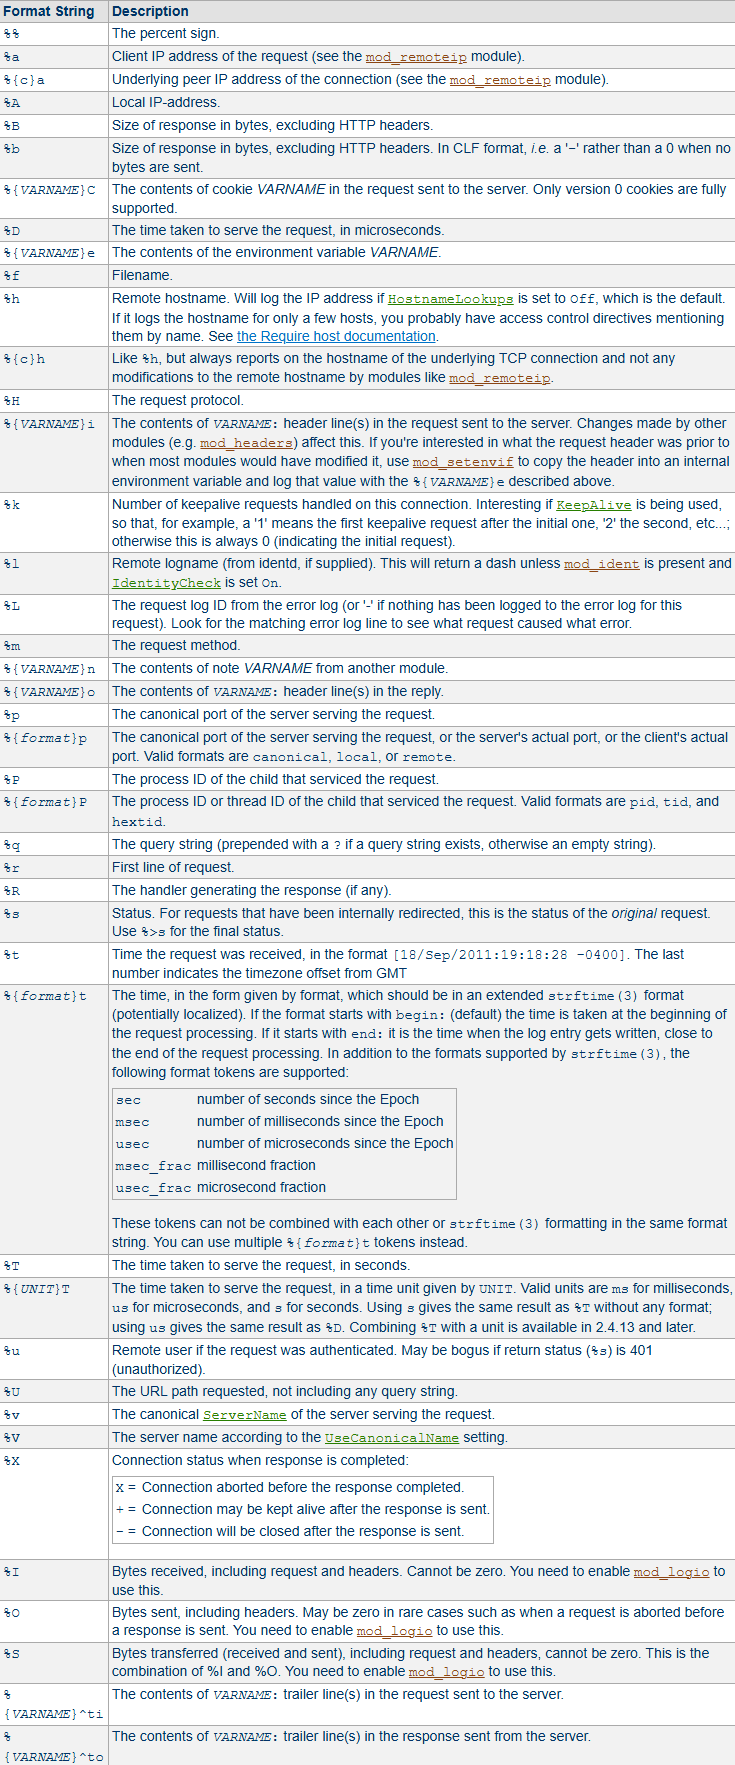 Format String Description
%% The percent sign.
%a Client IP address of the request (see the mod_remoteip module).
%{c}a Underlying peer IP address of the connection (see the mod_remoteip module).
%A Local IP-address.
%B Size of response in bytes, excluding HTTP headers.
%b Size of response in bytes, excluding HTTP headers. In CLF format, i.e. a '-' rather than a 0 when no
bytes are sent.
%{VARNAME}C The contents of cookie VARNAME in the request sent to the server. Only version 0 cookies are fully
supported.
%D The time taken to serve the request, in microseconds.
%{VARNAME}e The contents of the environment variable VARNAME.
%f Filename.
%h Remote hostname. Will log the IP address if HostnameLookups is set to Off, which is the default.
If it logs the hostname for only a few hosts, you probably have access control directives mentioning
them by name. See the Require host documentation.
%{c}h Like %h, but always reports on the hostname of the underlying TCP connection and not any
modifications to the remote hostname by modules like mod_remoteip.
%H The request protocol.
%{VARNAME}i The contents of VARNAME: header line(s) in the request sent to the server. Changes made by other
modules (e.g. mod_headers) affect this. If you're interested in what the request header was prior to
when most modules would have modified it, use mod_setenvif to copy the header into an internal
environment variable and log that value with the %{VARNAME}e described above.
%k Number of keepalive requests handled on this connection. Interesting if KeepAlive is being used,
so that, for example, a '1' means the first keepalive request after the initial one, '2' the second, etc...;
otherwise this is always 0 (indicating the initial request).
%l Remote logname (from identd, if supplied). This will return a dash unless mod_ident is present and
IdentityCheck is set On.
%L The request log ID from the error log (or '-' if nothing has been logged to the error log for this
request). Look for the matching error log line to see what request caused what error.
%m The request method.
%{VARNAME}n The contents of note VARNAME from another module.
%{VARNAME}o The contents of VARNAME: header line(s) in the reply.
%p The canonical port of the server serving the request.
%{format}p The canonical port of the server serving the request, or the server's actual port, or the client's actual
port. Valid formats are canonical, local, or remote.
%P The process ID of the child that serviced the request.
%{format}P The process ID or thread ID of the child that serviced the request. Valid formats are pid, tid, and
hextid.
%q The query string (prepended with a ? if a query string exists, otherwise an empty string).
%r First line of request.
%R The handler generating the response (if any).
%s Status. For requests that have been internally redirected, this is the status of the original request.
Use %>s for the final status.
%t Time the request was received, in the format [18/Sep/2011:19:18:28 -0400]. The last
number indicates the timezone offset from GMT
%{format}t The time, in the form given by format, which should be in an extended strftime(3) format
(potentially localized). If the format starts with begin: (default) the time is taken at the beginning of
the request processing. If it starts with end: it is the time when the log entry gets written, close to
the end of the request processing. In addition to the formats supported by strftime(3), the
following format tokens are supported:
sec number of seconds since the Epoch
msec number of milliseconds since the Epoch
usec number of microseconds since the Epoch
msec_frac millisecond fraction
usec_frac microsecond fraction
These tokens can not be combined with each other or strftime(3) formatting in the same format
string. You can use multiple %{format}t tokens instead.
%T The time taken to serve the request, in seconds.
%{UNIT}T The time taken to serve the request, in a time unit given by UNIT. Valid units are ms for milliseconds,
us for microseconds, and s for seconds. Using s gives the same result as %T without any format;
using us gives the same result as %D. Combining %T with a unit is available in 2.4.13 and later.
%u Remote user if the request was authenticated. May be bogus if return status (%s) is 401
(unauthorized).
%U The URL path requested, not including any query string.
%v The canonical ServerName of the server serving the request.
%V The server name according to the UseCanonicalName setting.
%X Connection status when response is completed:
X = Connection aborted before the response completed.
+ = Connection may be kept alive after the response is sent.
- = Connection will be closed after the response is sent.
%I Bytes received, including request and headers. Cannot be zero. You need to enable mod_logio to
use this.
%O Bytes sent, including headers. May be zero in rare cases such as when a request is aborted before
a response is sent. You need to enable mod_logio to use this.
%S Bytes transferred (received and sent), including request and headers, cannot be zero. This is the
combination of %I and %O. You need to enable mod_logio to use this.
% The contents of VARNAME: trailer line(s) in the request sent to the server.
{VARNAME}^ti
% The contents of VARNAME: trailer line(s) in the response sent from the server.
{VARNAME}^to